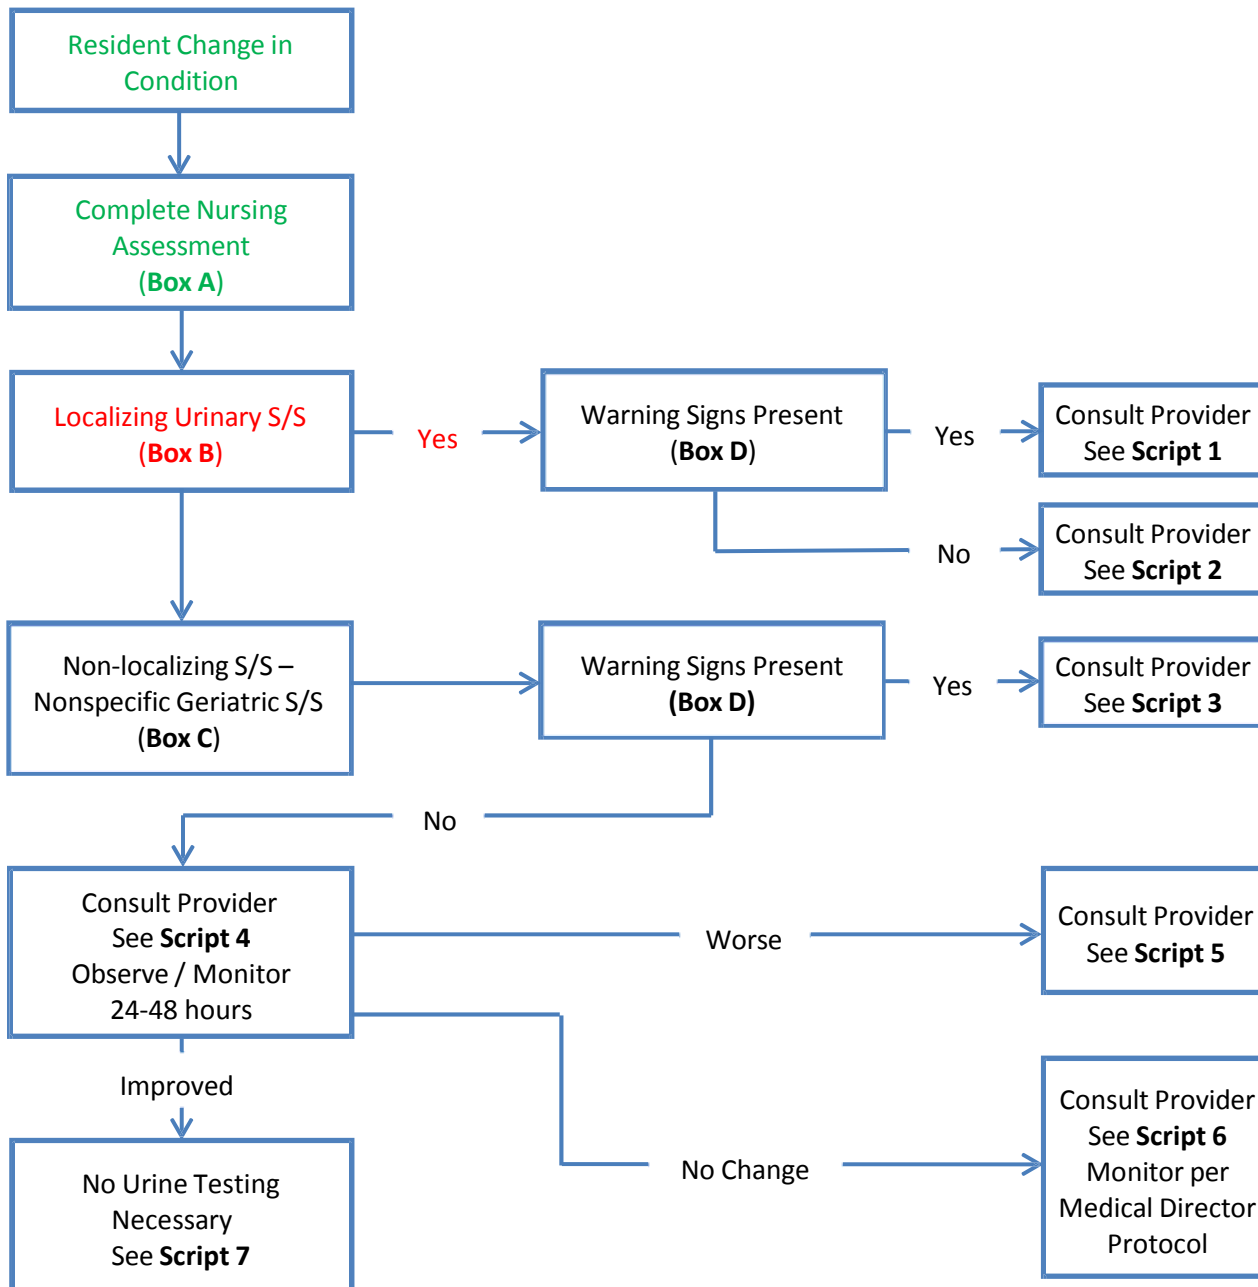 Resident Change in
Condition
Complete Nursing
Assessment
(Box A)
Localizing Urinary S/S
(Box B)
Yes
Warning Signs Present
(Box D)
Yes
Consult Provider
See Script 1
No
Consult Provider
See Script 2
Non-localizing S/S –
Nonspecific Geriatric S/S
(Box C)
Warning Signs Present
(Box D)
Yes
Consult Provider
See Script 3
No
Consult Provider
See Script 4
Observe / Monitor
24-48 hours
Worse
Consult Provider
See Script 5
Improved
No Change
Consult Provider
See Script 6
Monitor per
Medical Director
Protocol
No Urine Testing
Necessary
See Script 7